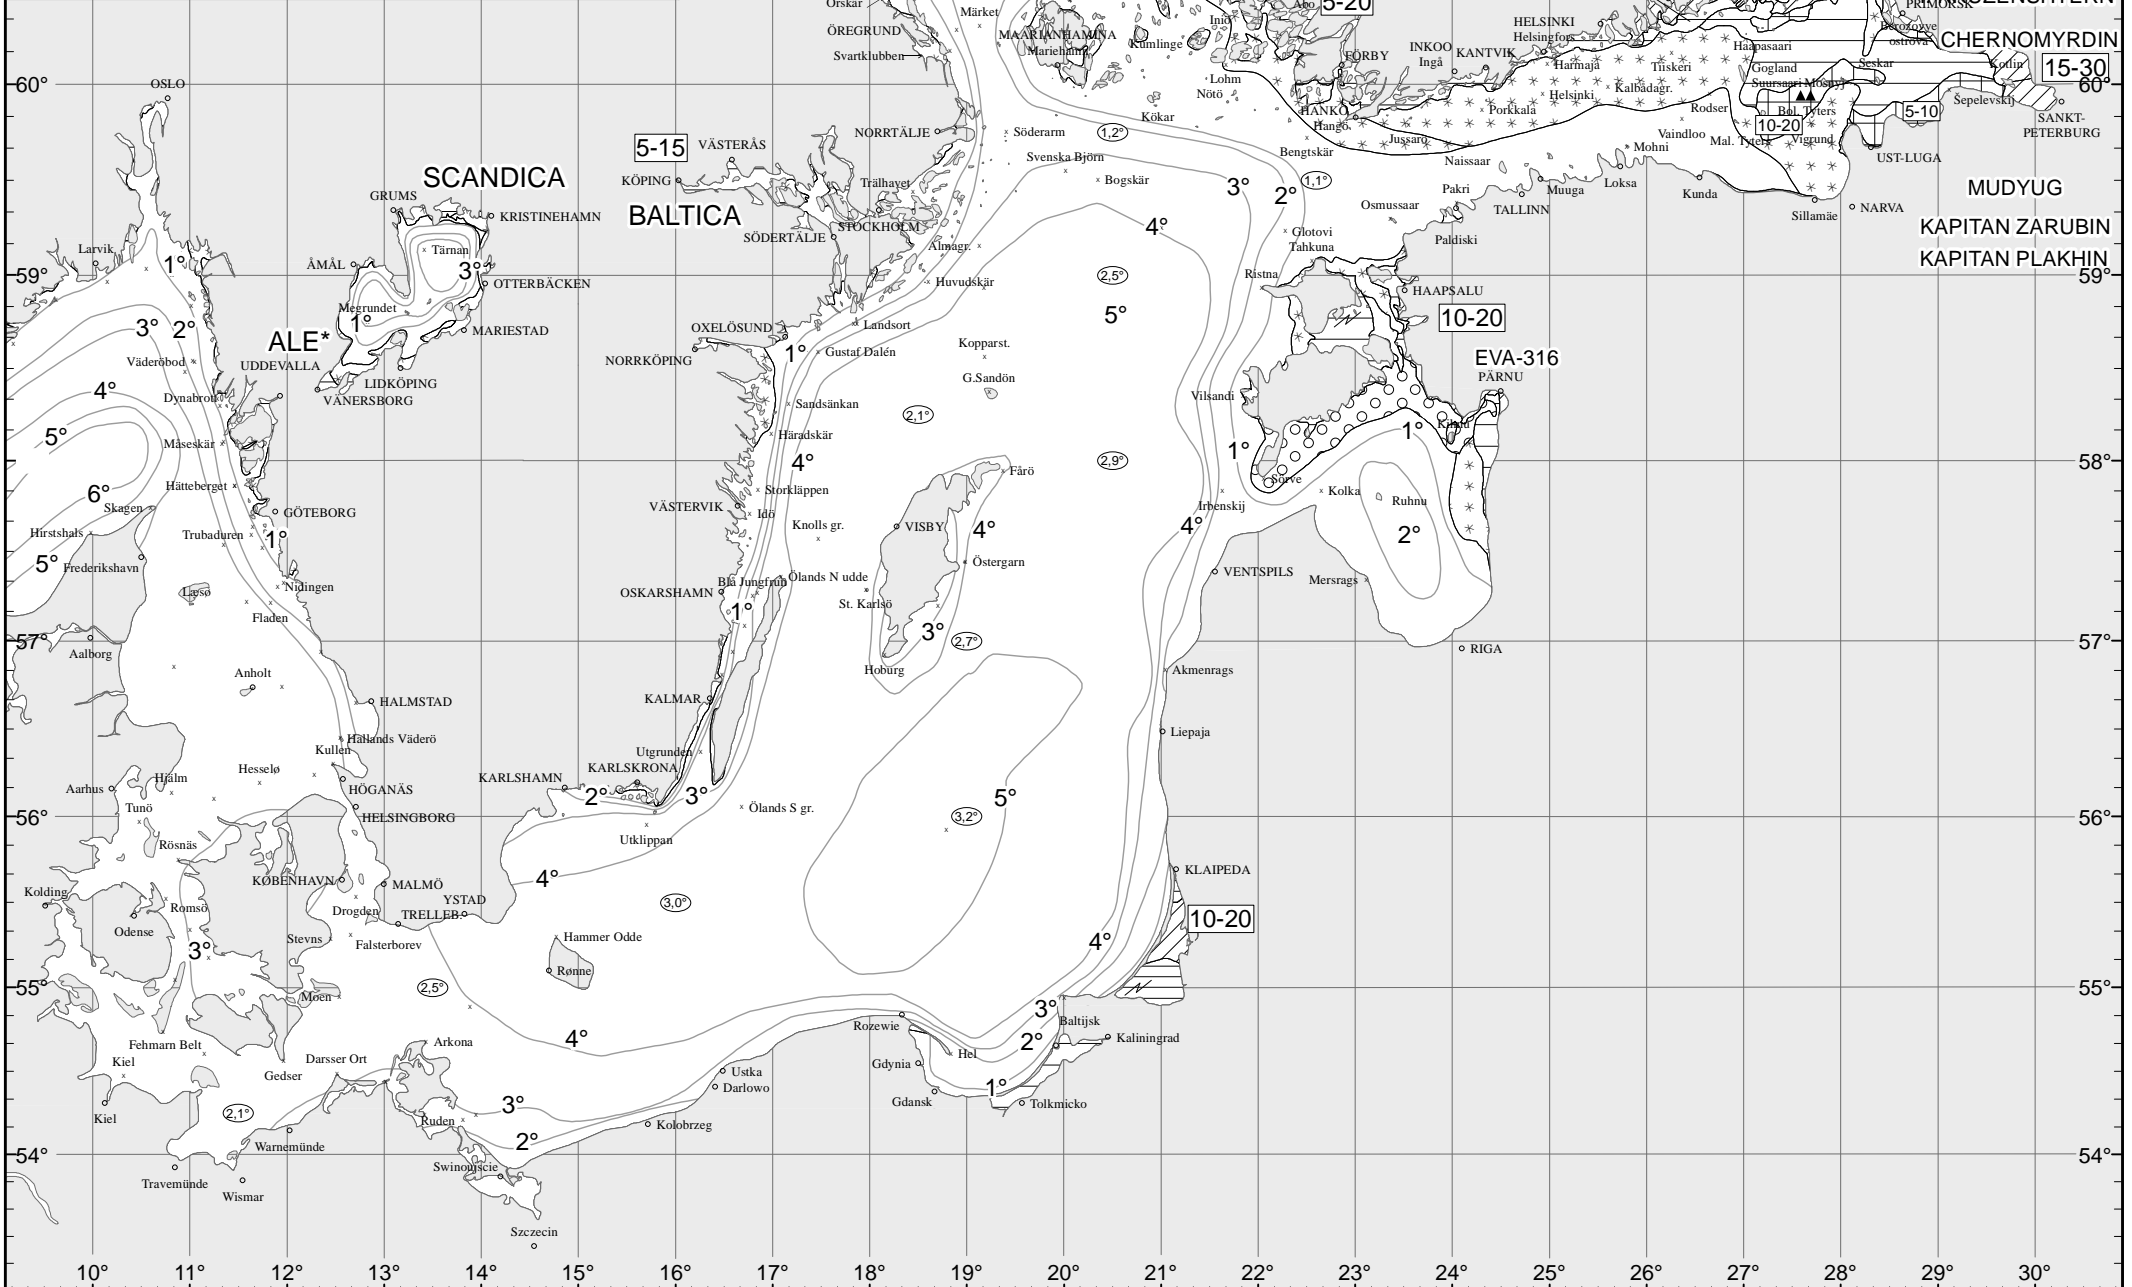 Örskär
Märket
5-20
PRIMORSK
ÖREGRUND
MAARIANHAMINA
Mariehamn
Kumlinge
Iniö
Åbo
HELSINKI
Helsingfors
Berozovye
ostrova
CHERNOMYRDIN
Svartklubben
FÖRBY
INKOO
Ingå
KANTVIK
Harmaja
Haapasaari
Tiiskeri
Gogland
Suursaari
Mosnyj
Seskar
Kotlin
15-30
60°
OSLO
Lohm
Nötö
60°
Helsinki
Kalbådagr.
Šepelevskij
NORRTÄLJE
Söderarm
1,2°
Kökar
HANKO
Hangö
Porkkala
Rodser
Bol. Tyters
5-10
SANKT-
PETERBURG
10-20
5-15
VÄSTERÅS
Svenska Björn
Bengtskär
Jussarö
Naissaar
Vaindloo
Mohni
Mal. Tyters
Vigrund
UST-LUGA
SCANDICA
KÖPING
Trälhavet
Bogskär
3°
2°
1,1°
Pakri
Muuga
Loksa
Kunda
MUDYUG
GRUMS
KRISTINEHAMN
BALTICA
STOCKHOLM
SÖDERTÄLJE
4°
Osmussaar
TALLINN
Sillamäe
NARVA
KAPITAN ZARUBIN
Larvik
1°
ÅMÅL
Tärnan
3°
Almagr.
Glotovi
Tahkuna
Paldiski
KAPITAN PLAKHIN
59°
OTTERBÄCKEN
Huvudskär
2,5°
Ristna
HAAPSALU
59°
Megrundet
1°
5°
10-20
3°
2°
ALE*
MARIESTAD
OXELÖSUND
Landsort
Väderöbod
UDDEVALLA
NORRKÖPING
1°
Gustaf Dalén
Kopparst.
EVA-316
PÄRNU
4°
LIDKÖPING
VÄNERSBORG
G.Sandön
Dynabrott
Sandsänkan
2,1°
Vilsandi
5°
Måseskär
Häradskär
1°
Kihnu
4°
2,9°
1°
58°
6°
Hätteberget
Storkläppen
Fårö
Sörve
Kolka
58°
Skagen
GÖTEBORG
VÄSTERVIK
Idö
Irbenskij
Ruhnu
Hirstshals
Trubaduren
1°
Knolls gr.
VISBY
4°
4°
2°
5°
Frederikshavn
Östergarn
VENTSPILS
Læsø
Nidingen
OSKARSHAMN
Blå Jungfrun
Ölands N udde
Mersrags
St. Karlsö
Fladen
1°
3°
2,7°
57°
57°
Aalborg
Hoburg
RIGA
Anholt
Akmenrags
HALMSTAD
KALMAR
Hallands Väderö
Kullen
Utgrunden
Liepaja
Hjälm
Hesselø
KARLSHAMN
KARLSKRONA
Aarhus
HÖGANÄS
2°
3°
5°
Tunö
Ölands S gr.
56°
HELSINGBORG
3,2°
56°
Rösnäs
Utklippan
KØBENHAVN
MALMÖ
4°
KLAIPEDA
Kolding
YSTAD
Romsö
Drogden
TRELLEB.
3,0°
10-20
Odense
Stevns
Falsterborev
Hammer Odde
4°
3°
Rønne
55°
Moen
2,5°
55°
3°
Rozewie
Baltijsk
Fehmarn Belt
4°
Arkona
2°
Kaliningrad
Kiel
Darsser Ort
Hel
Gedser
Gdynia
Ustka
Darlowo
1°
Kiel
2,1°
3°
Gdansk
Tolkmicko
Ruden
Kolobrzeg
Warnemünde
2°
54°
54°
Swinoujscie
Travemünde
Wismar
Szczecin
10° 11° 12° 13° 14° 15° 16° 17° 18° 19° 20° 21° 22° 23° 24° 25° 26° 27° 28° 29° 30°